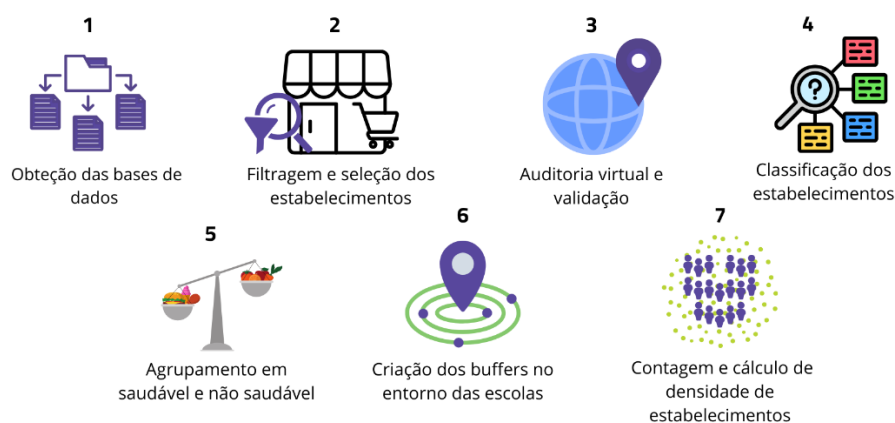 1
Obteção das bases de
dados
2
Filtragem e seleção dos
estabelecimentos
3
Auditoria virtual e
validação
4
?
Classificação dos
estabelecimentos
5
Agrupamento em
saudável e não saudável
6
Criação dos buffers no
entorno das escolas
7
Contagem e cálculo de
densidade de
estabelecimentos